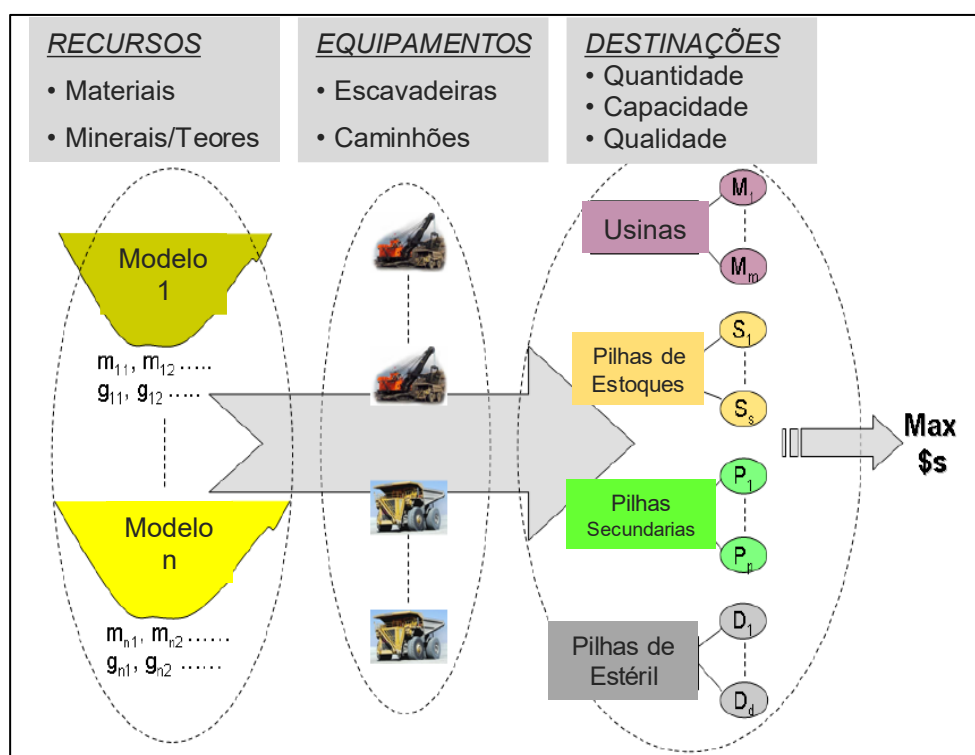 RECURSOS
• Materiais
• Minerais/Teores
EQUIPAMENTOS
• Escavadeiras
• Caminhões
DESTINAÇÕES
• Quantidade
• Capacidade
• Qualidade
Modelo
1
m11, m12 .....
g11, g12 .....
Modelo
n
mn1, mn2 ......
gn1, gn2 ......
Usinas
M1
Mm
Pilhas de
Estoques
S1
Ss
Pilhas
Secundarias
P1
Pn
Pilhas de
Estéril
D1
Dd
Max
$s